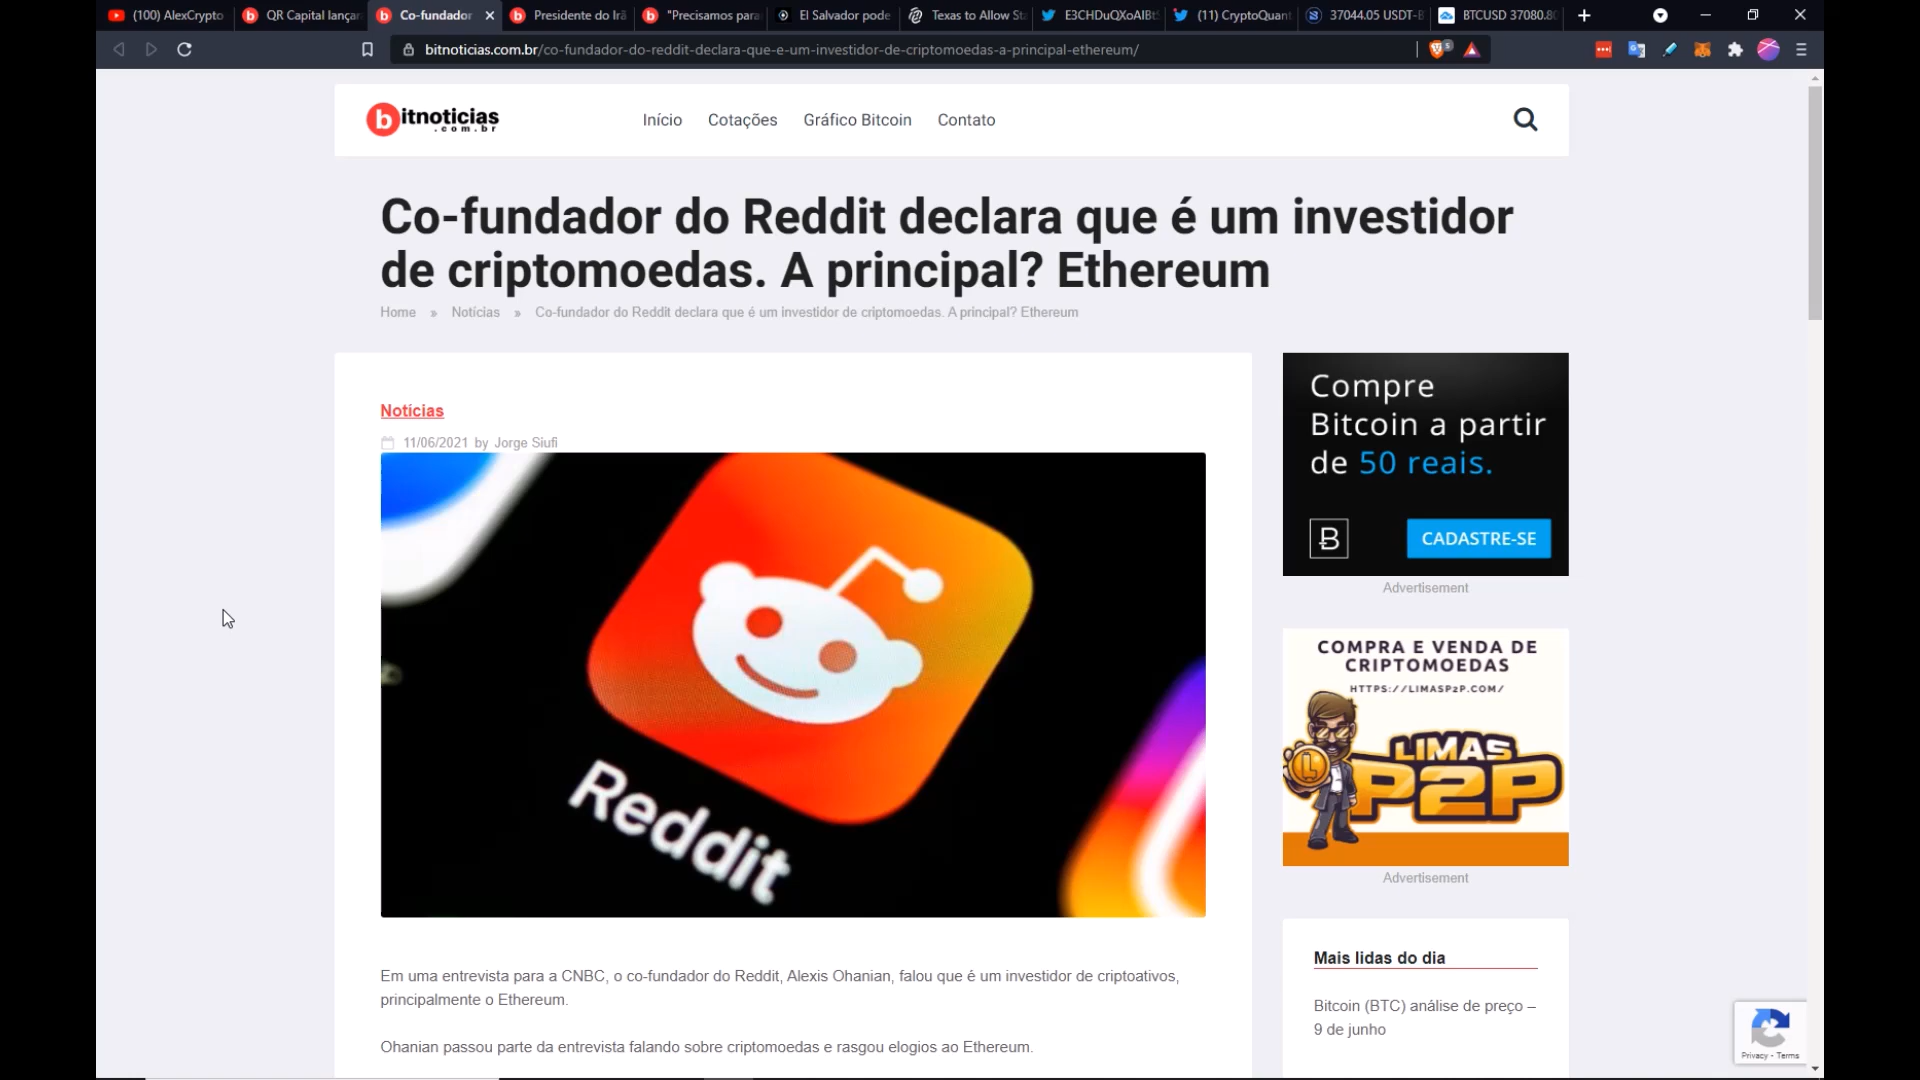 (100) AlexCrypto
QR Capital lançar
Co-fundador
Presidente do Irã
"Precisamos para
El Salvador pode
Texas to Allow St
E3CHDuQXoAIBt
(11) CryptoQuant
37044.05 USDT-B
BTCUSD 37080.80
bitnoticias.com.br/co-fundador-do-reddit-declara-que-e-um-investidor-de-criptomoedas-a-principal-ethereum/
bitnoticias
.com.br
Início
Cotações
Gráfico Bitcoin
Contato
Co-fundador do Reddit declara que é um investidor
de criptomoedas. A principal? Ethereum
Home » Notícias » Co-fundador do Reddit declara que é um investidor de criptomoedas. A principal? Ethereum
Notícias
11/06/2021 by Jorge Siufi
Reddit
Em uma entrevista para a CNBC, o co-fundador do Reddit, Alexis Ohanian, falou que é um investidor de criptoativos,
principalmente o Ethereum.
Ohanian passou parte da entrevista falando sobre criptomoedas e rasgou elogios ao Ethereum.
Compre
Bitcoin a partir
de 50 reais.
CADASTRE-SE
Advertisement
COMPRA E VENDA DE
CRIPTOMOEDAS
HTTPS://LIMASP2P.COM/
LIMAS
P2P
Advertisement
Mais lidas do dia
Bitcoin (BTC) análise de preço –
9 de junho
Privacy - Terms